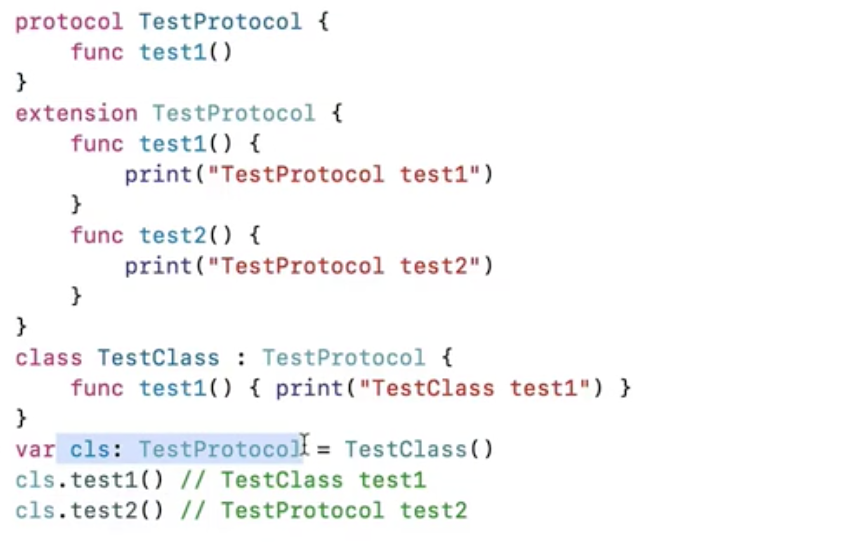 protocol TestProtocol {
    func test1()
}
extension TestProtocol {
    func test1() {
        print("TestProtocol test1")
    }
    func test2() {
        print("TestProtocol test2")
    }
}
class TestClass : TestProtocol {
    func test1() { print("TestClass test1") }
}
var cls: TestProtocol = TestClass()
cls.test1() // TestClass test1
cls.test2() // TestProtocol test2